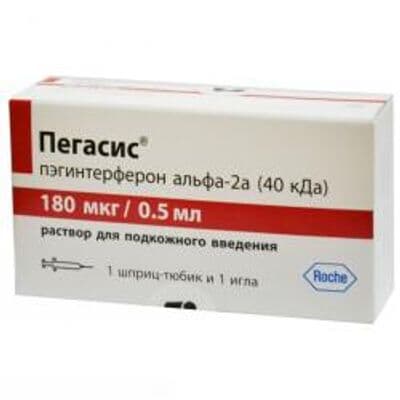 Пегасис®
пэгинтерферон альфа-2а (40 кДа)
180 мкг / 0.5 мл
раствор для подкожного введения
1 шприц-тюбик и 1 игла
Roche